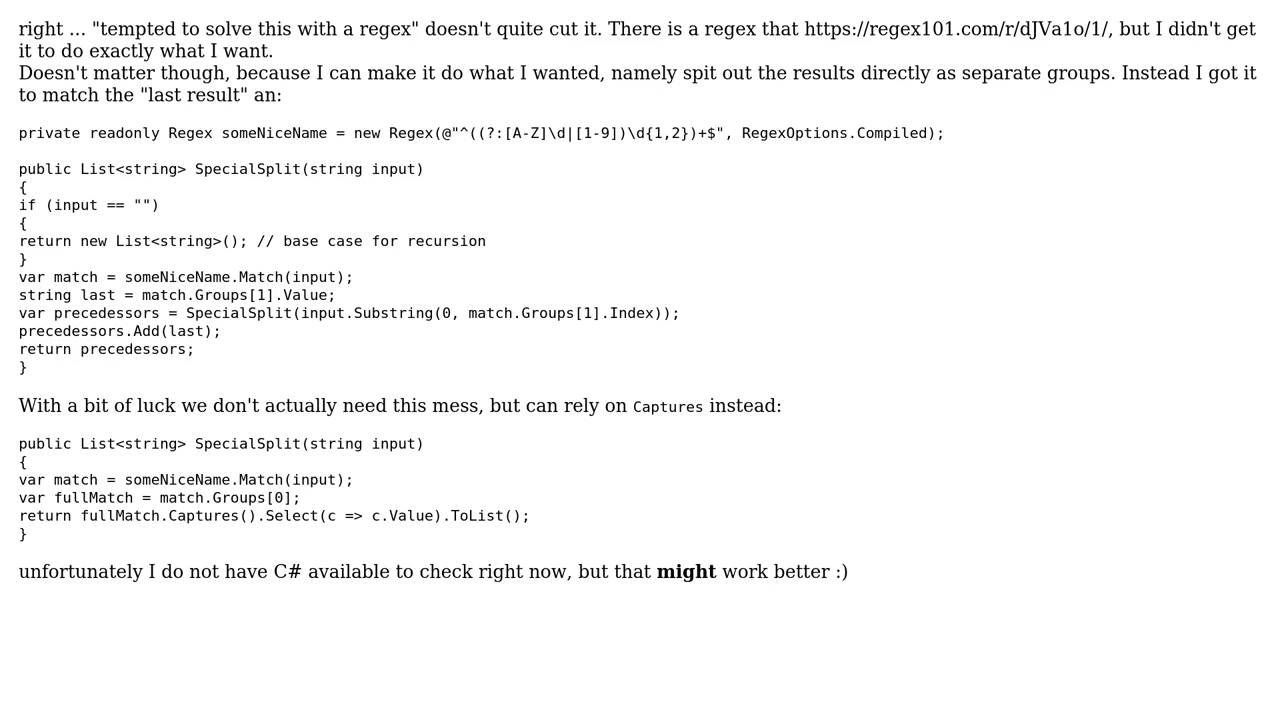 right ... "tempted to solve this with a regex" doesn't quite cut it. There is a regex that https://regex101.com/r/dJVa1o/1/, but I didn't get
it to do exactly what I want.
Doesn't matter though, because I can make it do what I wanted, namely spit out the results directly as separate groups. Instead I got it
to match the "last result" an:
private readonly Regex someNiceName = new Regex(@"^((?:[A-Z]\d|[1-9])\d{1,2})+$", RegexOptions.Compiled);
public List<string> SpecialSplit(string input)
{
if (input == "")
{
return new List<string>(); // base case for recursion
}
var match = someNiceName.Match(input);
string last = match.Groups[1].Value;
var precedessors = SpecialSplit(input.Substring(0, match.Groups[1].Index));
precedessors.Add(last);
return precedessors;
}
With a bit of luck we don't actually need this mess, but can rely on Captures instead:
public List<string> SpecialSplit(string input)
{
var match = someNiceName.Match(input);
var fullMatch = match.Groups[0];
return fullMatch.Captures().Select(c => c.Value).ToList();
}
unfortunately I do not have C# available to check right now, but that might work better :)